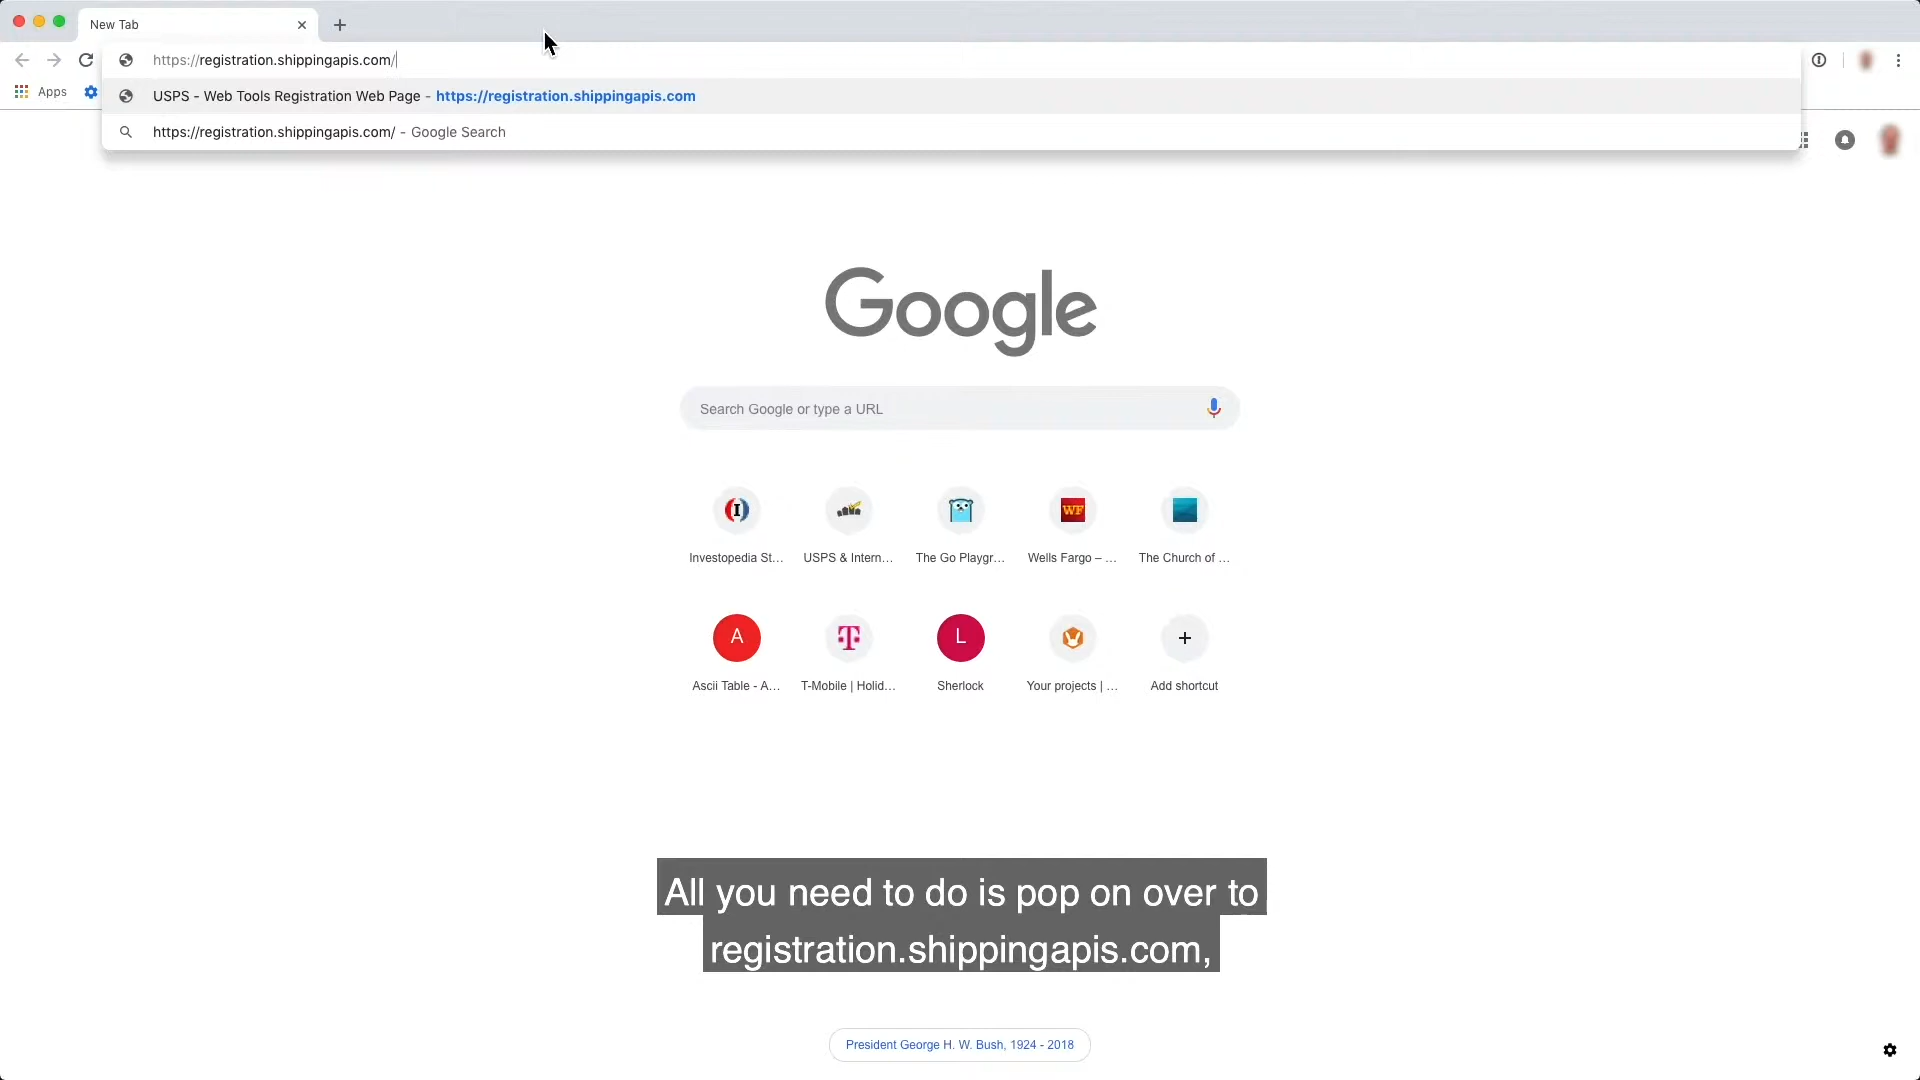 New Tab
https://registration.shippingapis.com/
USPS - Web Tools Registration Web Page - https://registration.shippingapis.com
Apps
https://registration.shippingapis.com/ - Google Search
Google
Search Google or type a URL
I
WF
Investopedia St...
USPS & Intern...
The Go Playgr...
Wells Fargo – ...
The Church of ...
A
T
L
Ascii Table - A...
T-Mobile | Holid...
Sherlock
Your projects | ...
Add shortcut
All you need to do is pop on over to
registration.shippingapis.com,
President George H. W. Bush, 1924 - 2018